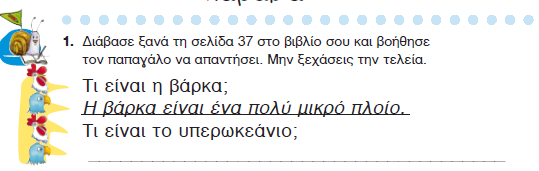 1. Διάβασε ξανά τη σελίδα 37 στο βιβλίο σου και βοήθησε
τον παπαγάλο να απαντήσει. Μην ξεχάσεις την τελεία.
Τι είναι η βάρκα;
Η βάρκα είναι ένα πολύ μικρό πλοίο.
Τι είναι το υπερωκεάνιο;